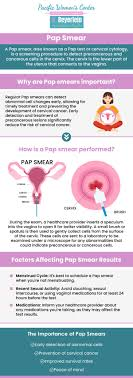 Pacific Women's Center
Beyerlein
Pap Smear
A Pap smear, also known as a Pap test or cervical cytology,
is a screening procedure to detect precancerous and
cancerous cells in the cervix. The cervix is the lower part of
the uterus that connects to the vagina.
Why are Pap smears important?
Regular Pap smears can detect
abnormal cell changes early, allowing for
timely treatment and preventing the
development of cervical cancer. Early
detection and treatment of
precancerous lesions significantly
reduce the risk of cervical cancer.
How is a Pap smear performed?
PAP SMEAR
CERVIX
BRUSH
PAP SMEAR
CERVIX
During the exam, a healthcare provider inserts a speculum
into the vagina to open it for better visibility. A small brush or
spatula is then used to gently collect cells from the surface
of the cervix. These cells are sent to a laboratory to be
examined under a microscope for any abnormalities that
could indicate precancerous or cancerous cells.
Factors Affecting Pap Smear Results
Menstrual Cycle: It's best to schedule a Pap smear
when you're not menstruating.
Recent Sexual Activity: Avoid douching, sexual
intercourse, or using vaginal medications for at least 24 hours
before the test.
Medications: Inform your healthcare provider about
any medications you're taking, as they may affect the
test results.
The Importance of Pap Smears
Early detection of abnormal cells
Prevention of cervical cancer
Improved survival rates
Peace of mind